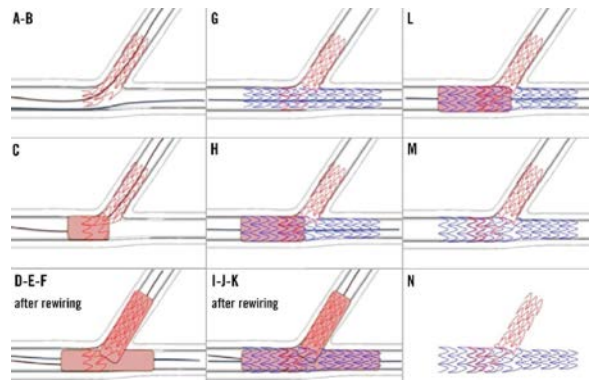 A-B
G
L
C
H
M
D-E-F
after rewiring
I-J-K
after rewiring
N